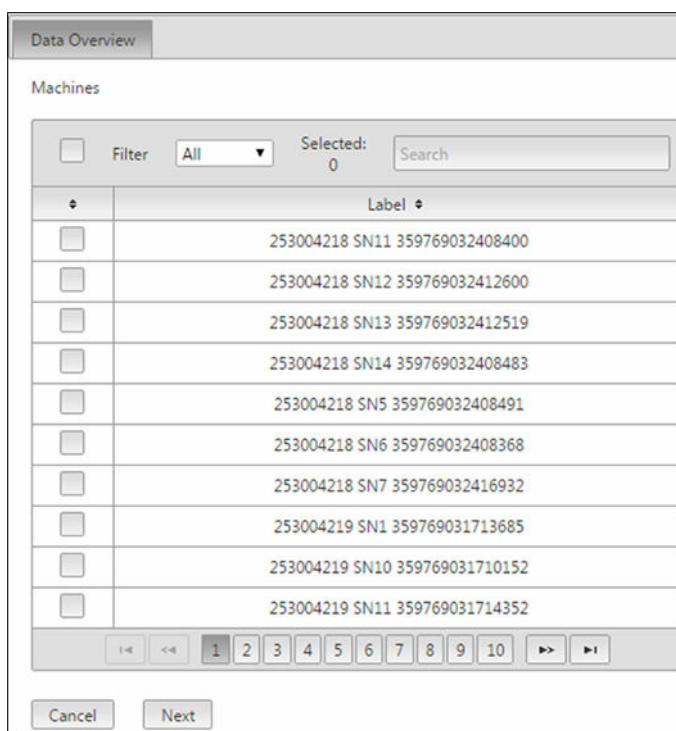 Data Overview
Machines
Filter All Selected: 0 Search
Label
253004218 SN11 359769032408400
253004218 SN12 359769032412600
253004218 SN13 359769032412519
253004218 SN14 359769032408483
253004218 SN5 359769032408491
253004218 SN6 359769032408368
253004218 SN7 359769032416932
253004219 SN1 359769031713685
253004219 SN10 359769031710152
253004219 SN11 359769031714352
1 2 3 4 5 6 7 8 9 10
Cancel Next